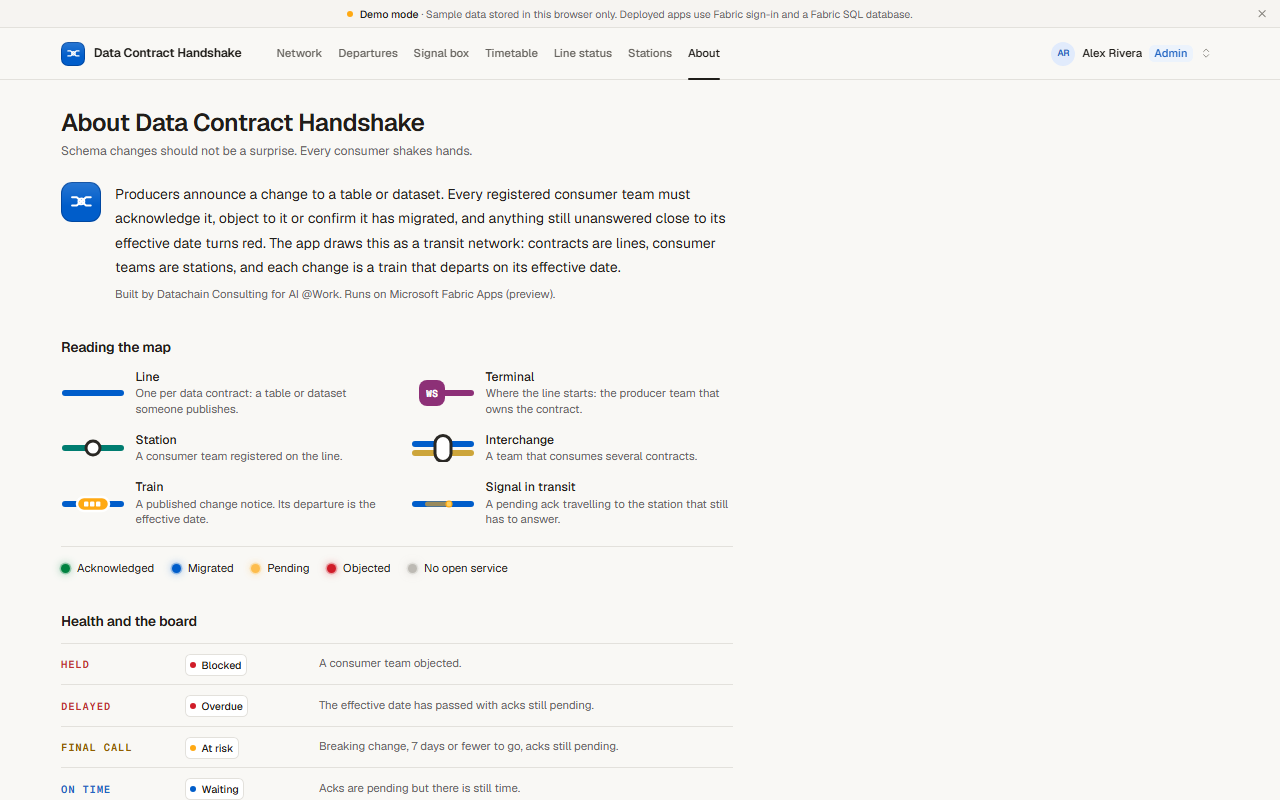 Demo mode · Sample data stored in this browser only. Deployed apps use Fabric sign-in and a Fabric SQL database.
Data Contract Handshake
Network Departures Signal box Timetable Line status Stations About
AR Alex Rivera Admin
About Data Contract Handshake
Schema changes should not be a surprise. Every consumer shakes hands.
Producers announce a change to a table or dataset. Every registered consumer team must
acknowledge it, object to it or confirm it has migrated, and anything still unanswered close to its
effective date turns red. The app draws this as a transit network: contracts are lines, consumer
teams are stations, and each change is a train that departs on its effective date.
Built by Datachain Consulting for AI @Work. Runs on Microsoft Fabric Apps (preview).
Reading the map
Line
One per data contract: a table or dataset
someone publishes.
WS
Terminal
Where the line starts: the producer team that
owns the contract.
Station
A consumer team registered on the line.
Interchange
A team that consumes several contracts.
Train
A published change notice. Its departure is the
effective date.
Signal in transit
A pending ack travelling to the station that still
has to answer.
Acknowledged Migrated Pending Objected No open service
Health and the board
HELD Blocked A consumer team objected.
DELAYED Overdue The effective date has passed with acks still pending.
FINAL CALL At risk Breaking change, 7 days or fewer to go, acks still pending.
ON TIME Waiting Acks are pending but there is still time.